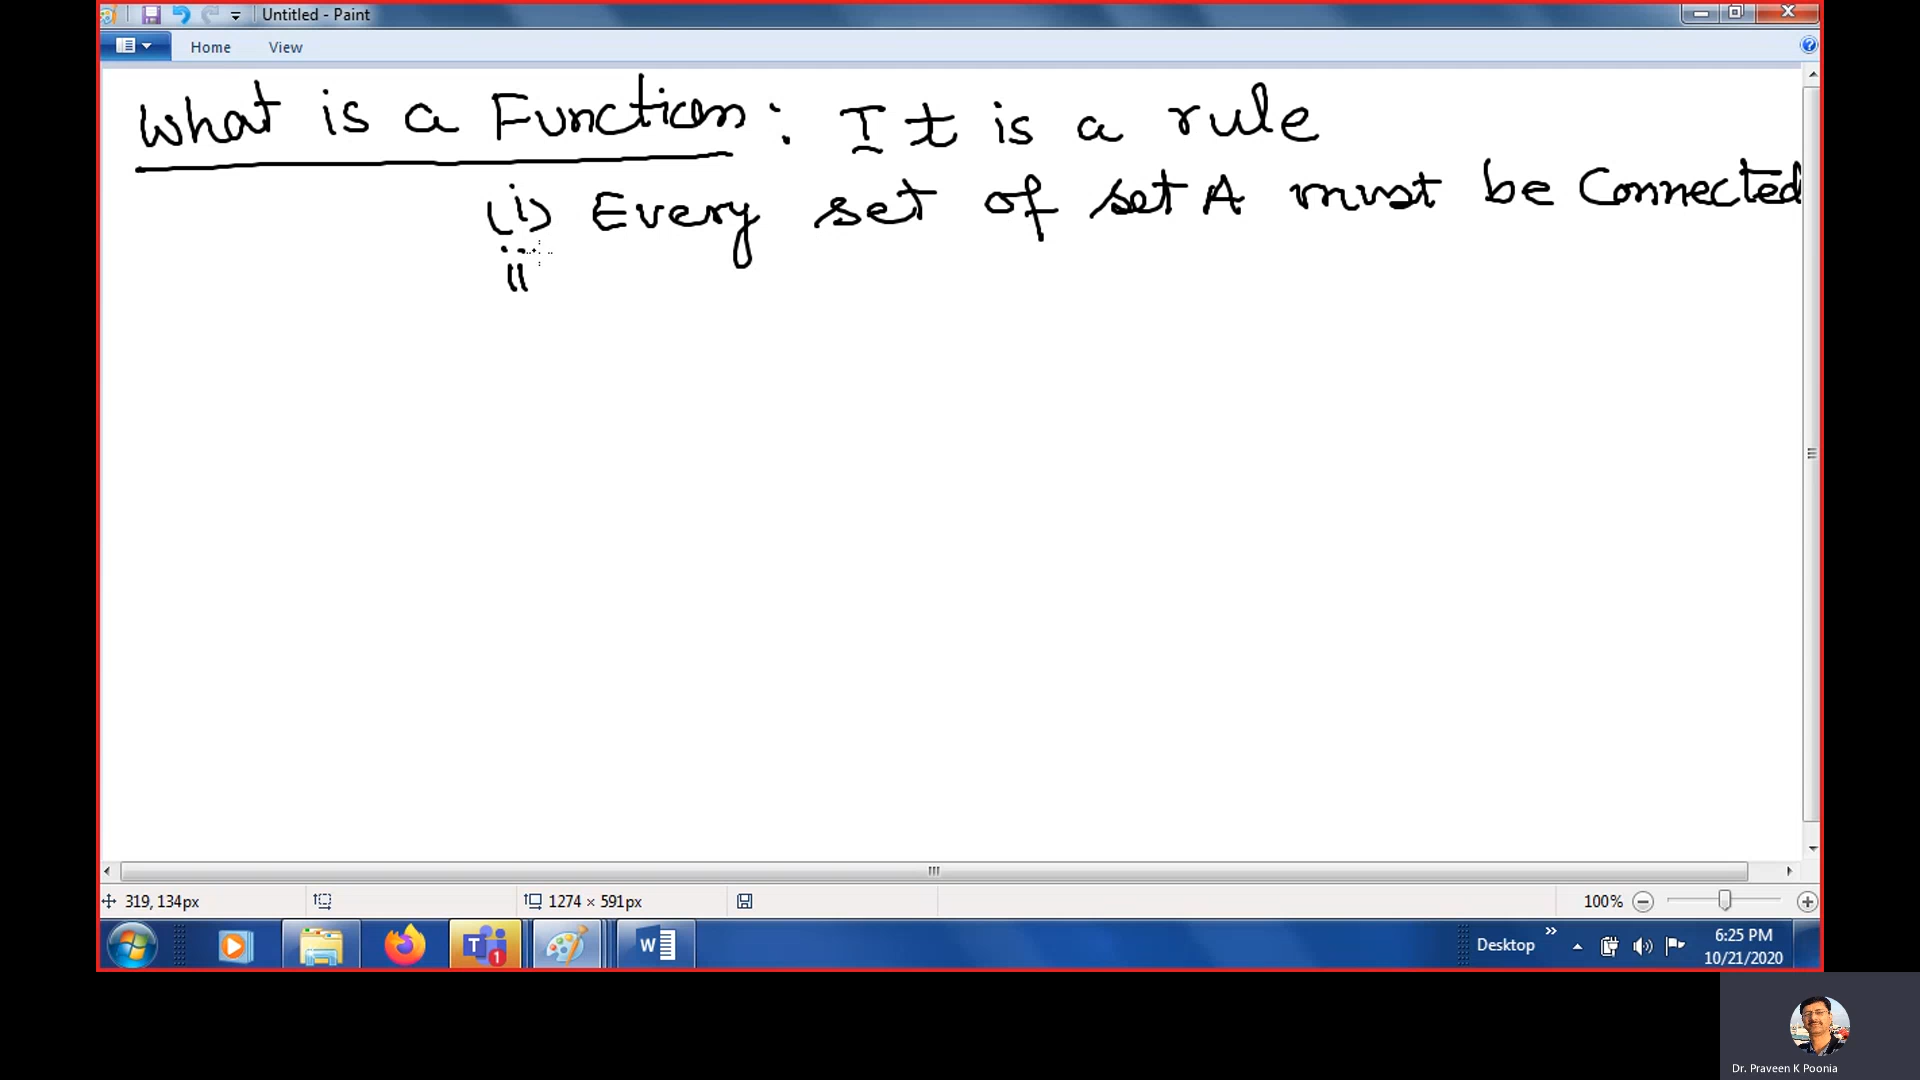 Untitled - Paint
Home View
What is a Function : It is a rule
(i) Every set of set A must be Connected
ii
319, 134px
1274 × 591px
100%
Desktop
6:25 PM
10/21/2020
T 1
W
Dr. Praveen K Poonia